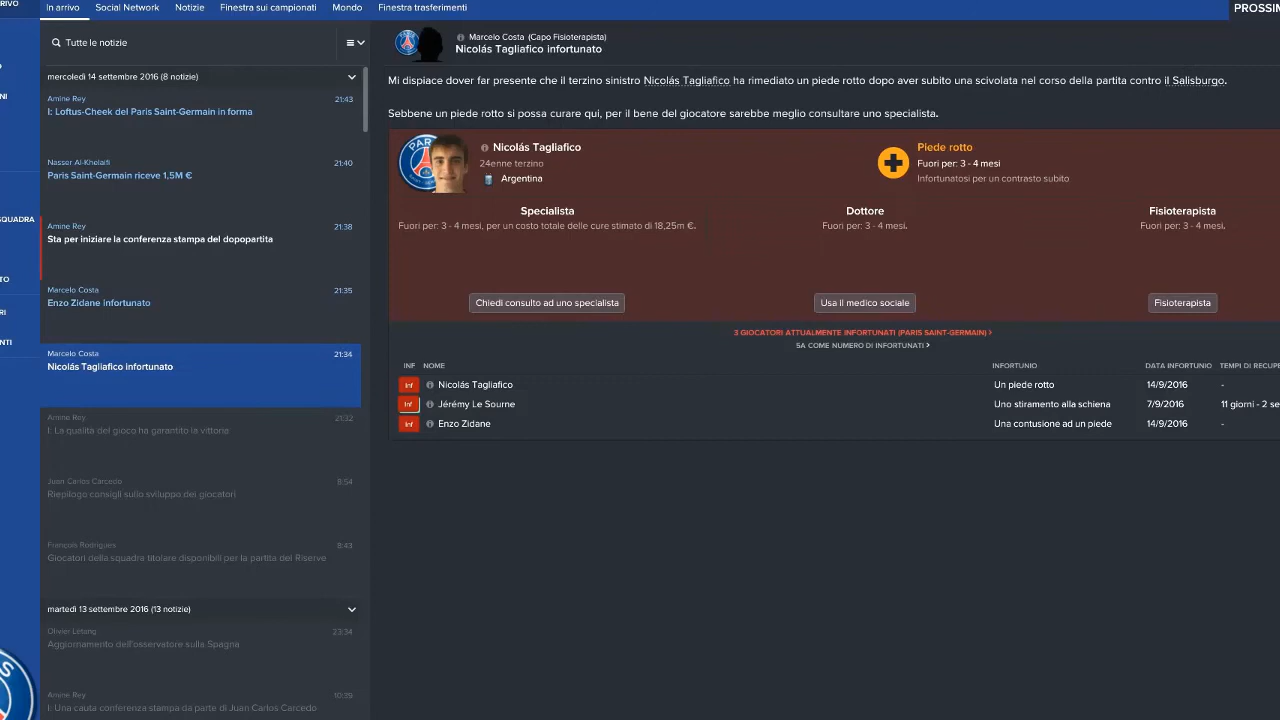 RRIVO
In arrivo
Social Network
Notizie
Finestra sui campionati
Mondo
Finestra trasferimenti
PROSSIM
NI
SQUADRA
TO
RI
NTI
Tutte le notizie
mercoledì 14 settembre 2016 (8 notizie)
Amine Rey 21:43
I: Loftus-Cheek del Paris Saint-Germain in forma
Nasser Al-Khelaifi 21:40
Paris Saint-Germain riceve 1,5M €
Amine Rey 21:38
Sta per iniziare la conferenza stampa del dopopartita
Marcelo Costa 21:35
Enzo Zidane infortunato
Marcelo Costa 21:34
Nicolás Tagliafico infortunato
Amine Rey 21:32
I: La qualità del gioco ha garantito la vittoria
Juan Carlos Carcedo 8:54
Riepilogo consigli sullo sviluppo dei giocatori
François Rodrigues 8:43
Giocatori della squadra titolare disponibili per la partita del Riserve
martedì 13 settembre 2016 (13 notizie)
Olivier Létang 23:34
Aggiornamento dell'osservatore sulla Spagna
Amine Rey 10:39
I: Una cauta conferenza stampa da parte di Juan Carlos Carcedo
Marcelo Costa (Capo Fisioterapista)
Nicolás Tagliafico infortunato
Mi dispiace dover far presente che il terzino sinistro Nicolás Tagliafico ha rimediato un piede rotto dopo aver subito una scivolata nel corso della partita contro il Salisburgo.
Sebbene un piede rotto si possa curare qui, per il bene del giocatore sarebbe meglio consultare uno specialista.
Nicolás Tagliafico
24enne terzino
Argentina
Piede rotto
Fuori per: 3 - 4 mesi
Infortunatosi per un contrasto subito
Specialista
Fuori per: 3 - 4 mesi, per un costo totale delle cure stimato di 18,25m €.
Chiedi consulto ad uno specialista
Dottore
Fuori per: 3 - 4 mesi.
Usa il medico sociale
Fisioterapista
Fuori per: 3 - 4 mesi.
Fisioterapista
3 GIOCATORI ATTUALMENTE INFORTUNATI (PARIS SAINT-GERMAIN) >
5A COME NUMERO DI INFORTUNATI >
INF NOME INFORTUNIO DATA INFORTUNIO TEMPI DI RECUPE
Inf Nicolás Tagliafico Un piede rotto 14/9/2016 -
Inf Jérémy Le Sourne Uno stiramento alla schiena 7/9/2016 11 giorni - 2 se
Inf Enzo Zidane Una contusione ad un piede 14/9/2016 -